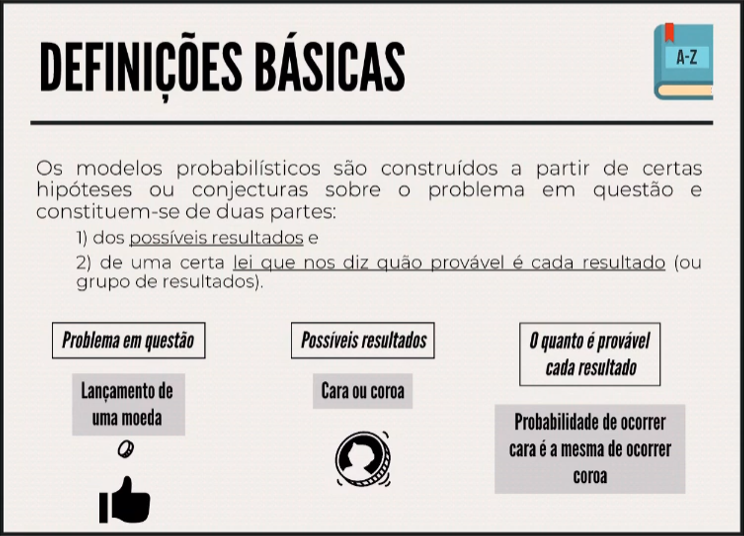 DEFINIÇÕES BÁSICAS
A-Z
Os modelos probabilísticos são construídos a partir de certas
hipóteses ou conjecturas sobre o problema em questão e
constituem-se de duas partes:
1) dos possíveis resultados e
2) de uma certa lei que nos diz quão provável é cada resultado (ou
grupo de resultados).
Problema em questão
Lançamento de
uma moeda
Possíveis resultados
Cara ou coroa
O quanto é provável
cada resultado
Probabilidade de ocorrer
cara é a mesma de ocorrer
coroa